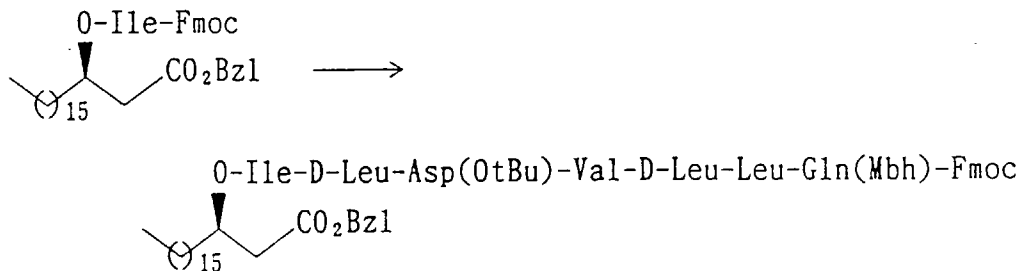 O-Ile-Fmoc
CO₂Bzl
( ) 15
O-Ile-D-Leu-Asp(OtBu)-Val-D-Leu-Leu-Gln(Mbh)-Fmoc
CO₂Bzl
( ) 15